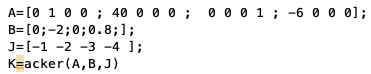 A=[0 1 0 0 ; 40 0 0 0 ;  0 0 0 1 ; -6 0 0 0];
B=[0;-2;0;0.8;];
J=[-1 -2 -3 -4 ];
K=acker(A,B,J)